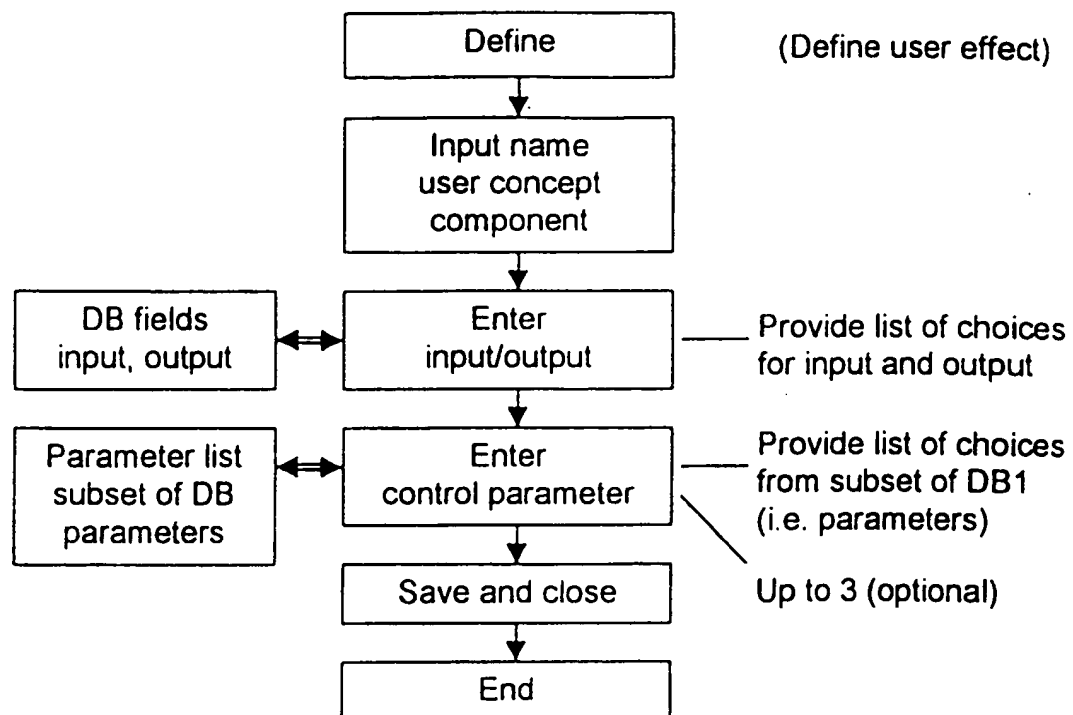 Define
(Define user effect)
Input name
user concept
component
DB fields
input, output
Enter
input/output
Provide list of choices
for input and output
Parameter list
subset of DB
parameters
Enter
control parameter
Provide list of choices
from subset of DB1
(i.e. parameters)
Up to 3 (optional)
Save and close
End